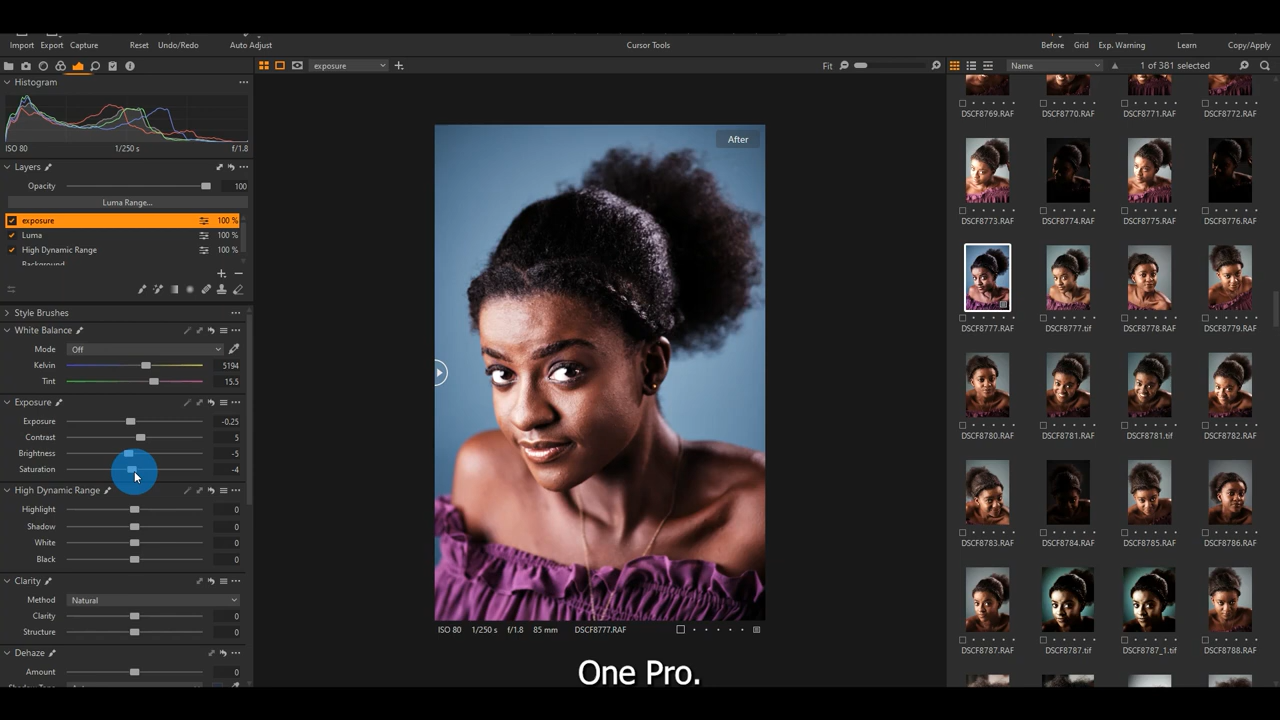 Import Export Capture Reset Undo/Redo Auto Adjust Cursor Tools Before Grid Exp. Warning Learn Copy/Apply
exposure Fit Name 1 of 381 selected
Histogram
ISO 80 1/250 s f/1.8
Layers
Opacity 100
Luma Range...
exposure 100 %
Luma 100 %
High Dynamic Range 100 %
Background
Style Brushes
White Balance
Mode Off
Kelvin 5194
Tint 15.5
Exposure
Exposure -0.25
Contrast 5
Brightness -5
Saturation -4
High Dynamic Range
Highlight 0
Shadow 0
White 0
Black 0
Clarity
Method Natural
Clarity 0
Structure 0
Dehaze
Amount 0
After
ISO 80 1/250 s f/1.8 85 mm DSCF8777.RAF
One Pro.
DSCF8769.RAF DSCF8770.RAF DSCF8771.RAF DSCF8772.RAF
DSCF8773.RAF DSCF8774.RAF DSCF8775.RAF DSCF8776.RAF
DSCF8777.RAF DSCF8777.tif DSCF8778.RAF DSCF8779.RAF
DSCF8780.RAF DSCF8781.RAF DSCF8781.tif DSCF8782.RAF
DSCF8783.RAF DSCF8784.RAF DSCF8785.RAF DSCF8786.RAF
DSCF8787.RAF DSCF8787.tif DSCF8787_1.tif DSCF8788.RAF